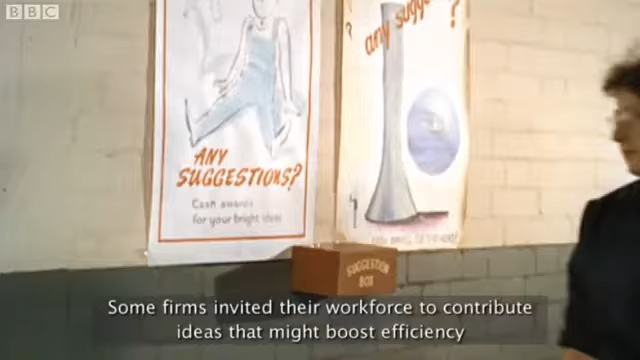 BBC
any sugge
?
ANY
SUGGESTIONS?
Cash awards
for your bright ideas
SUGGESTION
BOX
Some firms invited their workforce to contribute
ideas that might boost efficiency